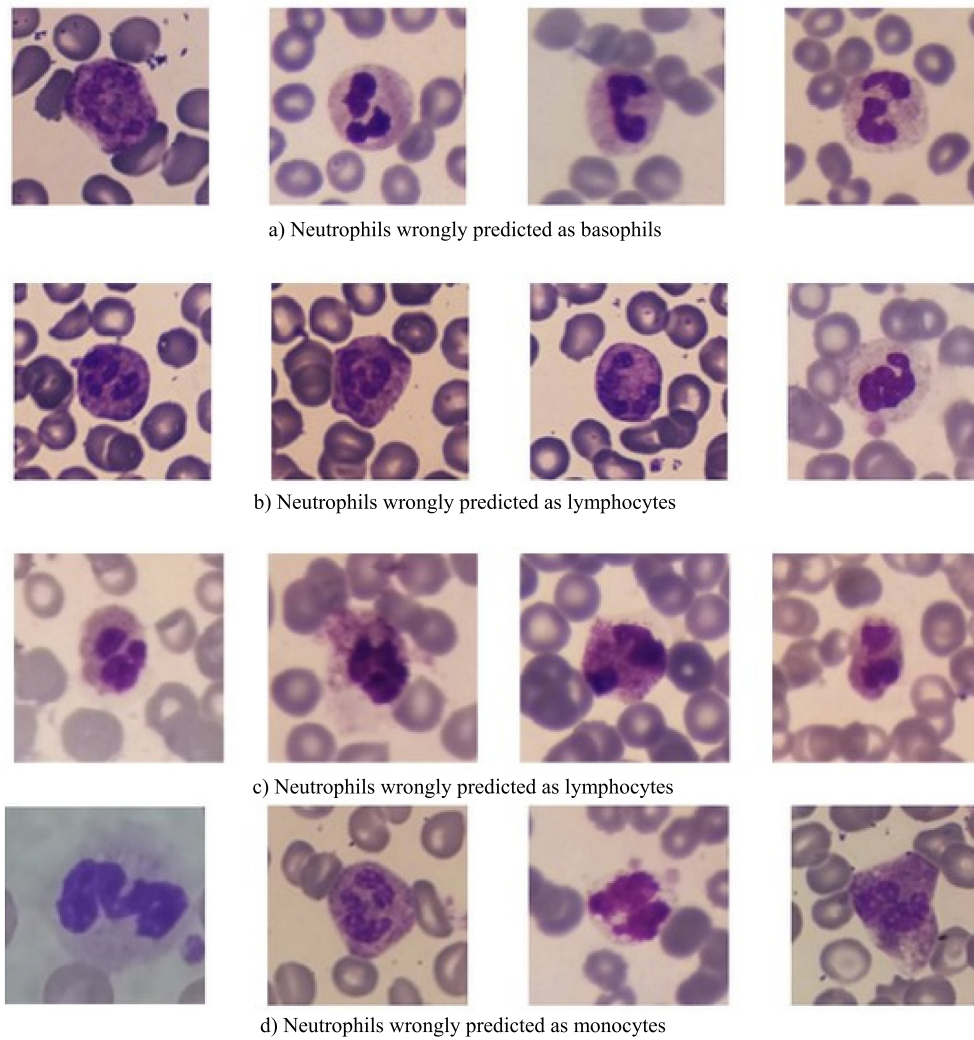 a) Neutrophils wrongly predicted as basophils
b) Neutrophils wrongly predicted as lymphocytes
c) Neutrophils wrongly predicted as lymphocytes
d) Neutrophils wrongly predicted as monocytes